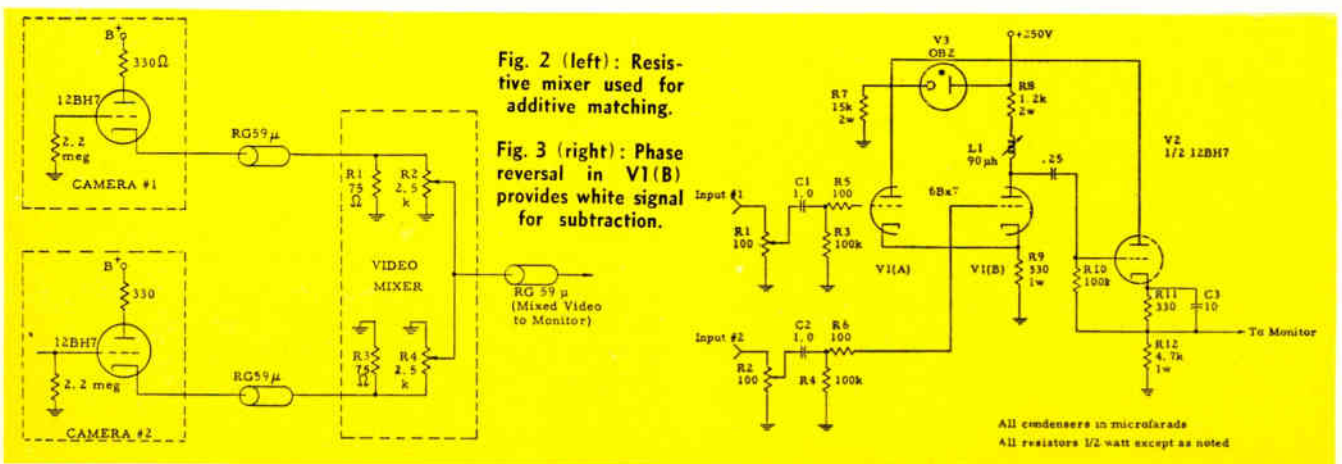 B+
330Ω
12BH7
2.2
meg
CAMERA #1
RG59μ
B+
330
12BH7
2.2 meg
CAMERA #2
RG59μ
R1
75
Ω
R2
2.5
k
VIDEO
MIXER
R3
75
Ω
R4
2.5
k
RG 59 μ
(Mixed Video
to Monitor)
Fig. 2 (left): Resis-
tive mixer used for
additive matching.
Fig. 3 (right): Phase
reversal in V1(B)
provides white signal
for subtraction.
V3
OB2
+250V
R7
15k
2w
R8
1.2k
2w
L1
90μh
.25
V2
1/2 12BH7
6Bx7
Input #1
R1
100
C1
1.0
R5
100
R3
100k
V1(A)
V1(B)
R9
530
1w
R10
100k
R11
330
C3
10
To Monitor
R12
4.7k
1w
Input #2
R2
100
C2
1.0
R6
100
R4
100k
All condensers in microfarads
All resistors 1/2 watt except as noted